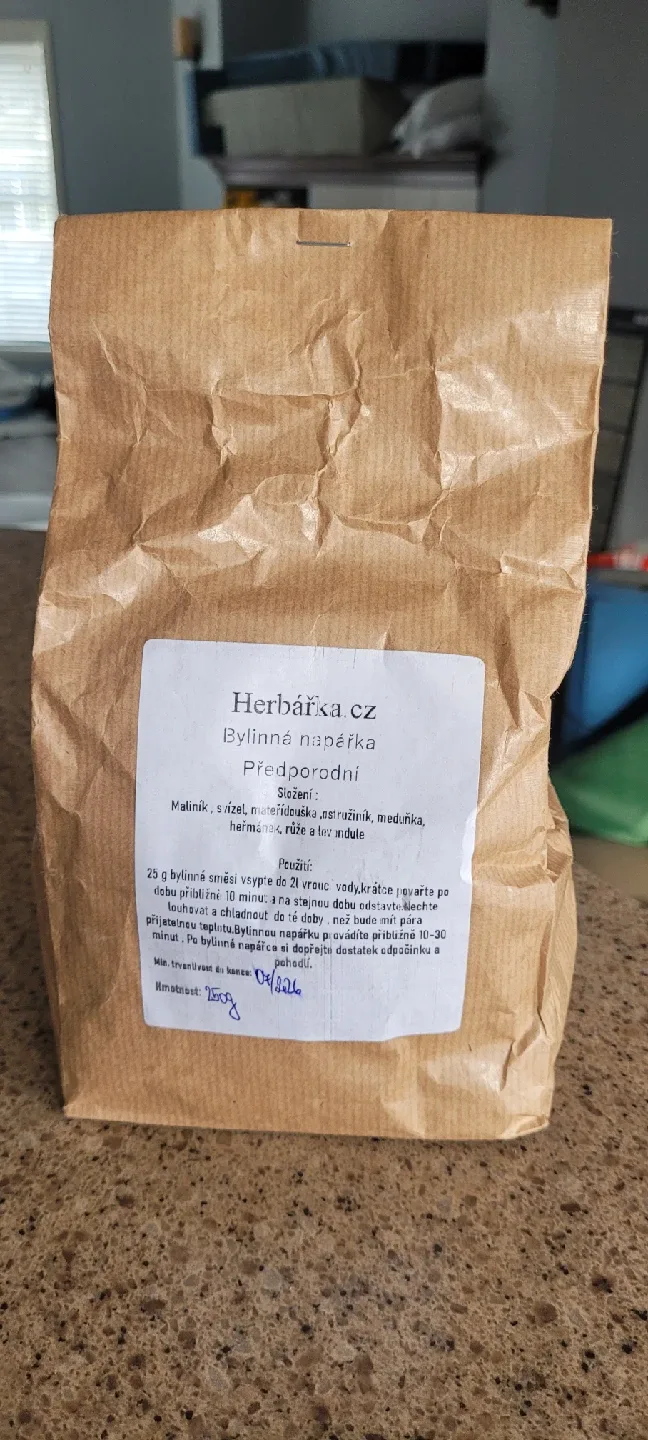 Herbářka.cz
Bylinná napářka
Předporodní
Složení :
Maliník , svízel, mateřídouška ,ostružiník, meduňka,
heřmánek, růže a levandule
Použití:
25 g bylinné směsi vsypte do 2l vroucí vody,krátce povařte po
dobu přibližně 10 minut a na stejnou dobu odstavte.Nechte
louhovat a chladnout do té doby , než bude mít pára
přijatelnou teplotu.Bylinnou napářku provádíte přibližně 10-30
minut . Po bylinné napářce si dopřejte dostatek odpočinku a
pohodlí.
Min. trvanlivost do konce: 07/2026
Hmotnost: 250g